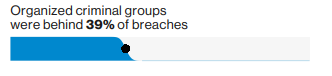 Organized criminal groups
were behind 39% of breaches